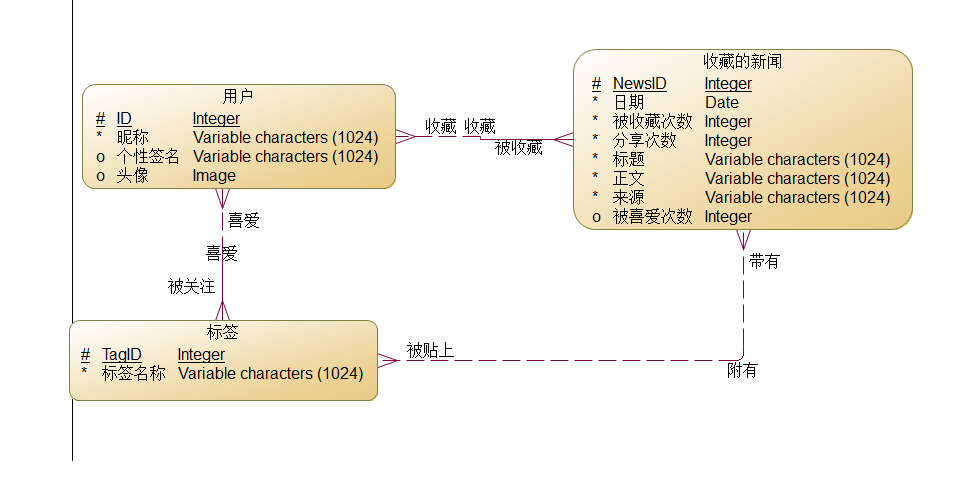 用户
# ID Integer
* 昵称 Variable characters (1024)
o 个性签名 Variable characters (1024)
o 头像 Image
收藏 收藏
被收藏
收藏的新闻
# NewsID Integer
* 日期 Date
* 被收藏次数 Integer
* 分享次数 Integer
* 标题 Variable characters (1024)
* 正文 Variable characters (1024)
* 来源 Variable characters (1024)
o 被喜爱次数 Integer
喜爱
喜爱
被关注
带有
标签
# TagID Integer
* 标签名称 Variable characters (1024)
被贴上
附有